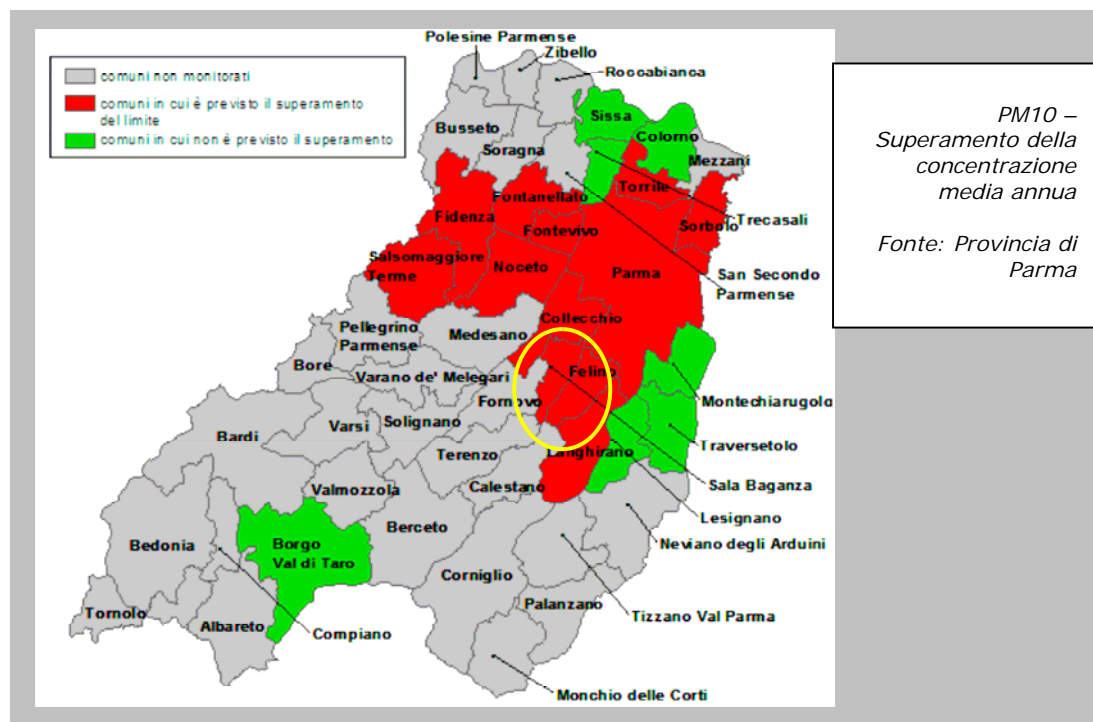 comuni non monitorati
comuni in cui è previsto il superamento
del limite
comuni in cui non è previsto il superamento
PM10 –
Superamento della
concentrazione
media annua
Fonte: Provincia di
Parma
Polesine Parmense
Zibello
Roccabianca
Sissa
Colorno
Busseto
Soragna
Mezzani
Torrile
Fontanellato
Fidenza
Trecasali
Fontevivo
Sorbolo
Salsomaggiore
Terme
Noceto
Parma
San Secondo
Parmense
Collecchio
Pellegrino
Parmense
Medesano
Bore
Varano de' Melegari
Felino
Fornovo
Montechiarugolo
Varsi
Solignano
Bardi
Traversetolo
Terenzo
Langhirano
Sala Baganza
Valmozzola
Calestano
Lesignano
Berceto
Neviano degli Arduini
Bedonia
Borgo
Val di Taro
Corniglio
Palanzano
Tornolo
Albareto
Compiano
Tizzano Val Parma
Monchio delle Corti